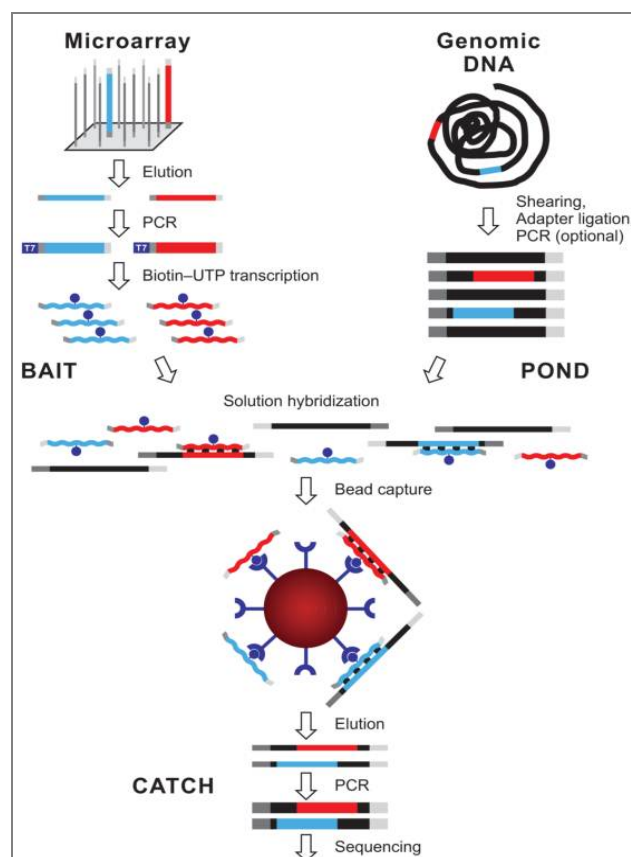 Microarray
Genomic
DNA
Elution
PCR
T7
T7
Biotin–UTP transcription
Shearing,
Adapter ligation
PCR (optional)
BAIT
POND
Solution hybridization
Bead capture
Elution
CATCH
PCR
Sequencing